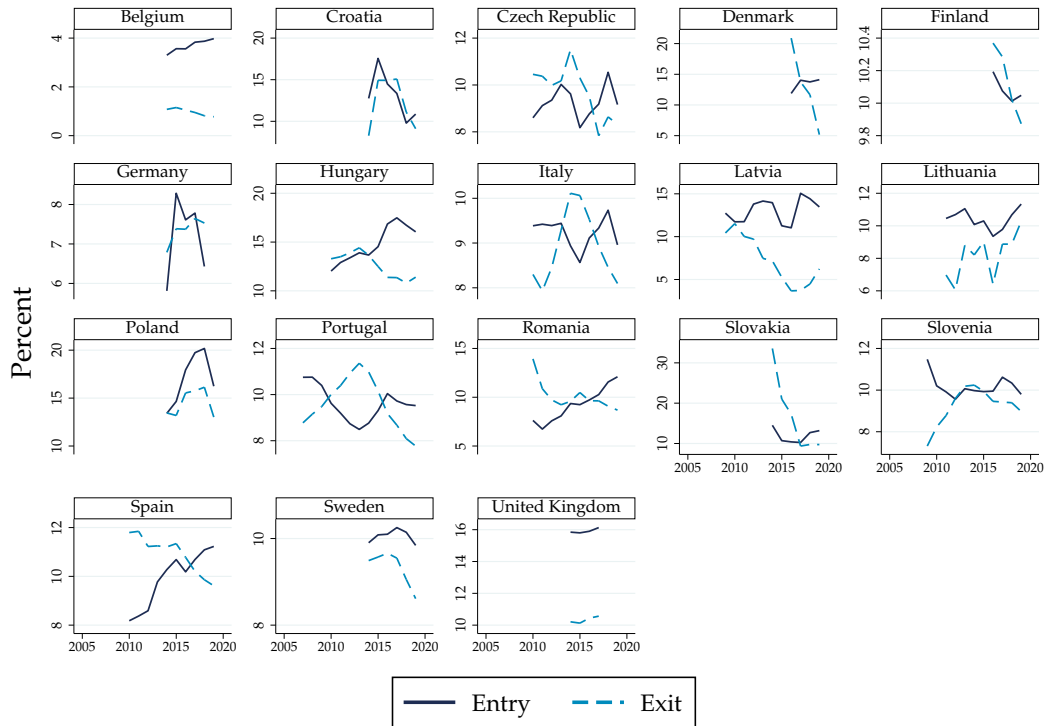 Percent
Belgium
0 2 4
Croatia
10 15 20
Czech Republic
8 10 12
Denmark
5 10 15 20
Finland
9.8 10 10.2 10.4
Germany
6 7 8
Hungary
10 15 20
Italy
8 9 10
Latvia
5 10 15
Lithuania
6 8 10 12
Poland
10 15 20
Portugal
8 10 12
Romania
5 10 15
Slovakia
10 20 30
2005 2010 2015 2020
Slovenia
8 10 12
2005 2010 2015 2020
Spain
8 10 12
2005 2010 2015 2020
Sweden
8 10
2005 2010 2015 2020
United Kingdom
10 12 14 16
2005 2010 2015 2020
Entry Exit